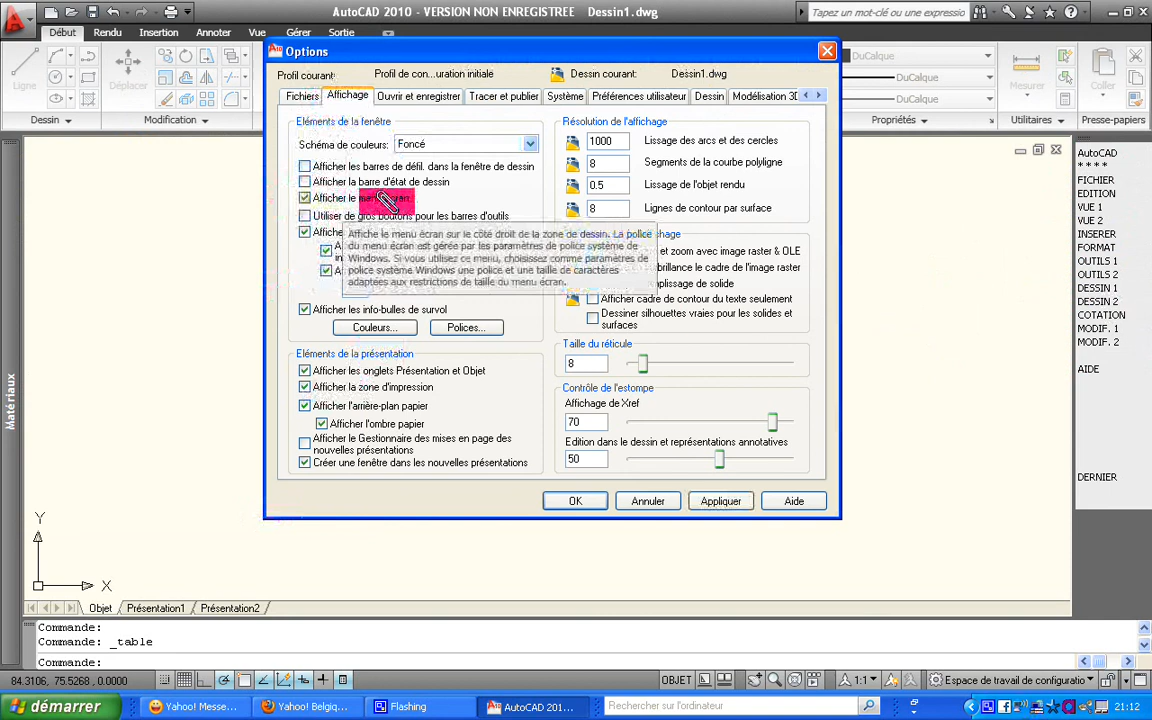 AutoCAD 2010 - VERSION NON ENREGISTREE Dessin1.dwg
Tapez un mot-clé ou une expressio
Début Rendu Insertion Annoter Vue Gérer Sortie
Ligne
Déplacer
DuCalque
DuCalque
DuCalque
Mesurer
Coller
Dessin
Modification
Propriétés
Utilitaires
Presse-papiers
Options
Profil courant: Profil de con...uration initiale Dessin courant: Dessin1.dwg
Fichiers Affichage Ouvrir et enregistrer Tracer et publier Système Préférences utilisateur Dessin Modélisation 3D
Eléments de la fenêtre
Schéma de couleurs: Foncé
Afficher les barres de défil. dans la fenêtre de dessin
Afficher la barre d'état de dessin
Afficher le menu écran
Utiliser de gros boutons pour les barres d'outils
Affiche
Affiche le menu écran sur le côté droit de la zone de dessin. La police
du menu écran est gérée par les paramètres de police système de
Windows. Si vous utilisez ce menu, choisissez comme paramètres de
police système Windows une police et une taille de caractères
adaptées aux restrictions de taille du menu écran.
Afficher les info-bulles de survol
Couleurs... Polices...
Eléments de la présentation
Afficher les onglets Présentation et Objet
Afficher la zone d'impression
Afficher l'arrière-plan papier
Afficher l'ombre papier
Afficher le Gestionnaire des mises en page des
nouvelles présentations
Créer une fenêtre dans les nouvelles présentations
Résolution de l'affichage
1000 Lissage des arcs et des cercles
8 Segments de la courbe polyligne
0.5 Lissage de l'objet rendu
8 Lignes de contour par surface
chage
et zoom avec image raster & OLE
brillance le cadre de l'image raster
plissage de solide
Afficher cadre de contour du texte seulement
Dessiner silhouettes vraies pour les solides et
surfaces
Taille du réticule
8
Contrôle de l'estompe
Affichage de Xref
70
Edition dans le dessin et représentations annotatives
50
OK Annuler Appliquer Aide
AutoCAD
* * * *
FICHIER
EDITION
VUE 1
VUE 2
INSERER
FORMAT
OUTILS 1
OUTILS 2
DESSIN 1
DESSIN 2
COTATION
MODIF. 1
MODIF. 2
AIDE
DERNIER
Matériaux
Y
X
Objet Présentation1 Présentation2
Commande:
Commande: _table
Commande:
84.3106, 75.5268, 0.0000
OBJET 1:1 Espace de travail de configuratio
démarrer Yahoo! Messe... Yahoo! Belgiq... Flashing AutoCAD 201... Rechercher sur l'ordinateur 21:12